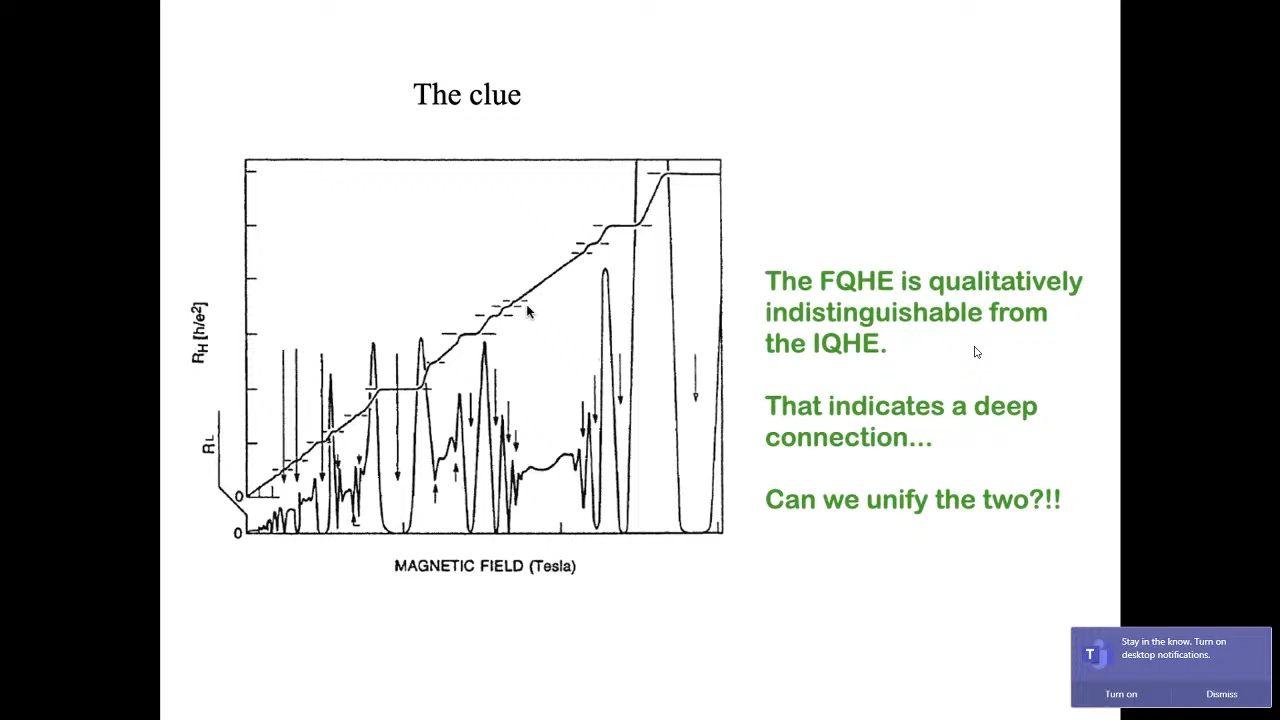 The clue
R_H [h/e²]
R_L
0
0
MAGNETIC FIELD (Tesla)
The FQHE is qualitatively
indistinguishable from
the IQHE.
That indicates a deep
connection...
Can we unify the two?!!
T
Stay in the know. Turn on
desktop notifications.
Turn on
Dismiss